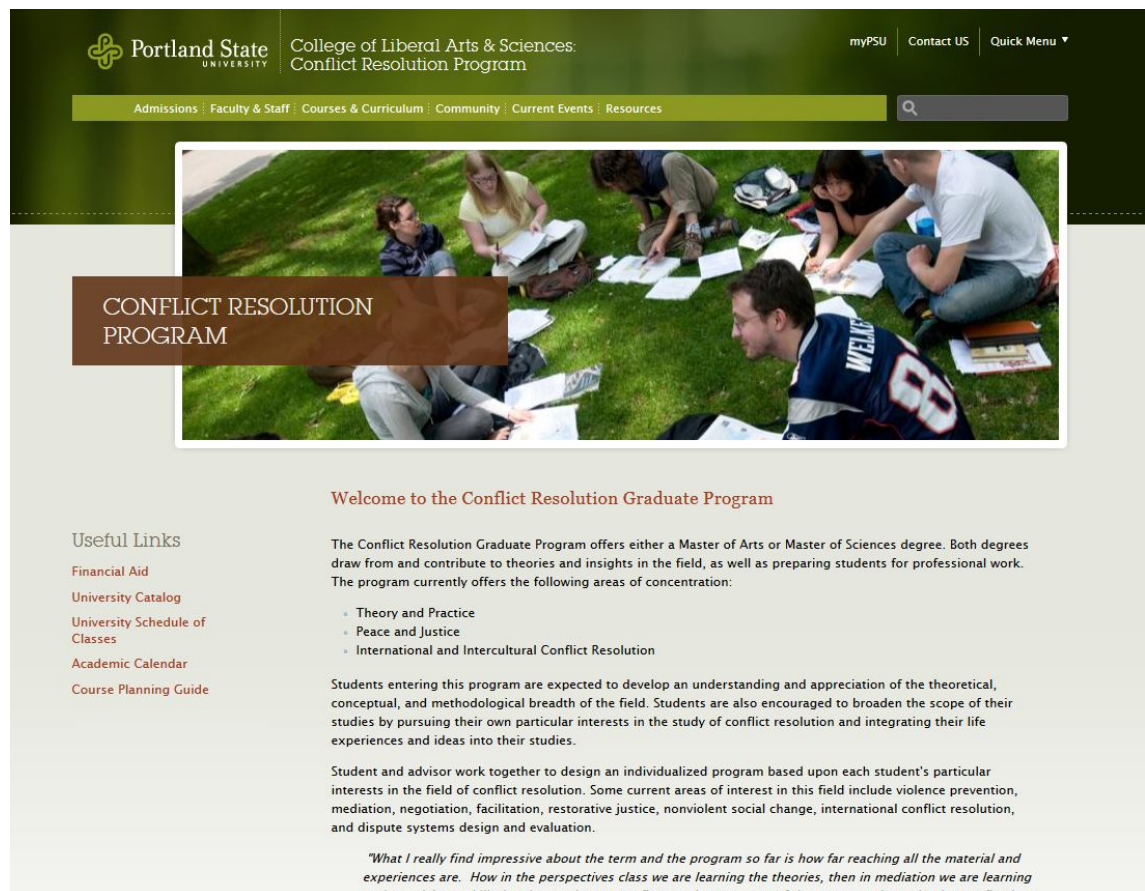 Portland State
UNIVERSITY
College of Liberal Arts & Sciences:
Conflict Resolution Program
myPSU
Contact US
Quick Menu
Admissions
Faculty & Staff
Courses & Curriculum
Community
Current Events
Resources
CONFLICT RESOLUTION
PROGRAM
WELKE
8
Useful Links
Financial Aid
University Catalog
University Schedule of
Classes
Academic Calendar
Course Planning Guide
Welcome to the Conflict Resolution Graduate Program
The Conflict Resolution Graduate Program offers either a Master of Arts or Master of Sciences degree. Both degrees
draw from and contribute to theories and insights in the field, as well as preparing students for professional work.
The program currently offers the following areas of concentration:
Theory and Practice
Peace and Justice
International and Intercultural Conflict Resolution
Students entering this program are expected to develop an understanding and appreciation of the theoretical,
conceptual, and methodological breadth of the field. Students are also encouraged to broaden the scope of their
studies by pursuing their own particular interests in the study of conflict resolution and integrating their life
experiences and ideas into their studies.
Student and advisor work together to design an individualized program based upon each student's particular
interests in the field of conflict resolution. Some current areas of interest in this field include violence prevention,
mediation, negotiation, facilitation, restorative justice, nonviolent social change, international conflict resolution,
and dispute systems design and evaluation.
"What I really find impressive about the term and the program so far is how far reaching all the material and
experiences are. How in the perspectives class we are learning the theories, then in mediation we are learning